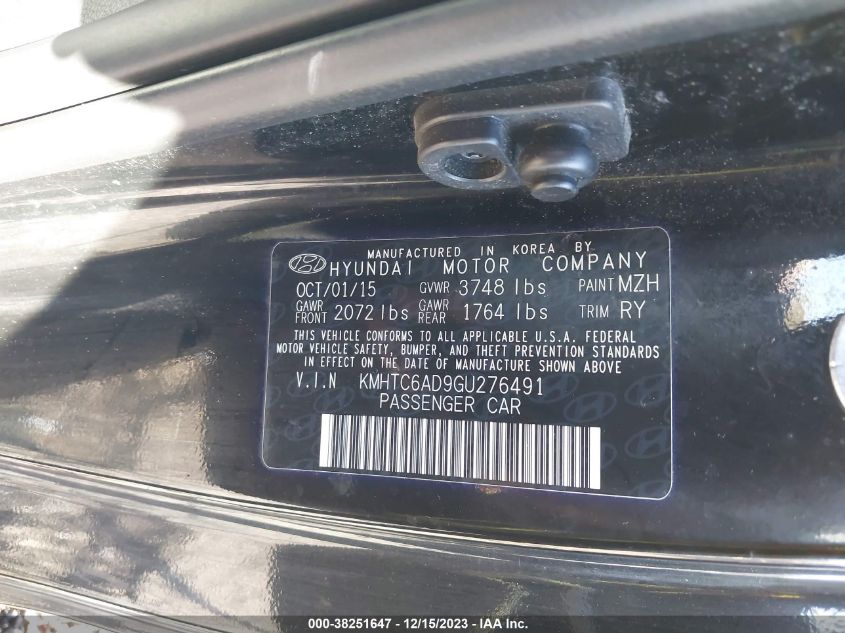 MANUFACTURED IN KOREA BY
HYUNDAI MOTOR COMPANY
OCT/01/15 GVWR 3748 lbs PAINT MZH
GAWR FRONT 2072 lbs GAWR REAR 1764 lbs TRIM RY
THIS VEHICLE CONFORMS TO ALL APPLICABLE U.S.A. FEDERAL
MOTOR VEHICLE SAFETY, BUMPER, AND THEFT PREVENTION STANDARDS
IN EFFECT ON THE DATE OF MANUFACTURE SHOWN ABOVE
V.I.N KMHTC6AD9GU276491
PASSENGER CAR
000-38251647 - 12/15/2023 - IAA Inc.